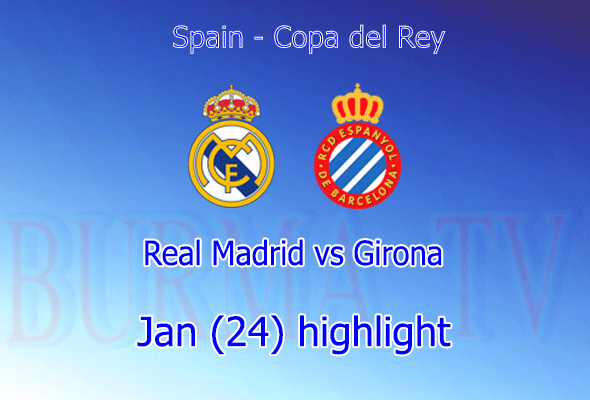 Spain - Copa del Rey
RCD ESPANYOL
DE BARCELONA
BURMA TV
Real Madrid vs Girona
Jan (24) highlight